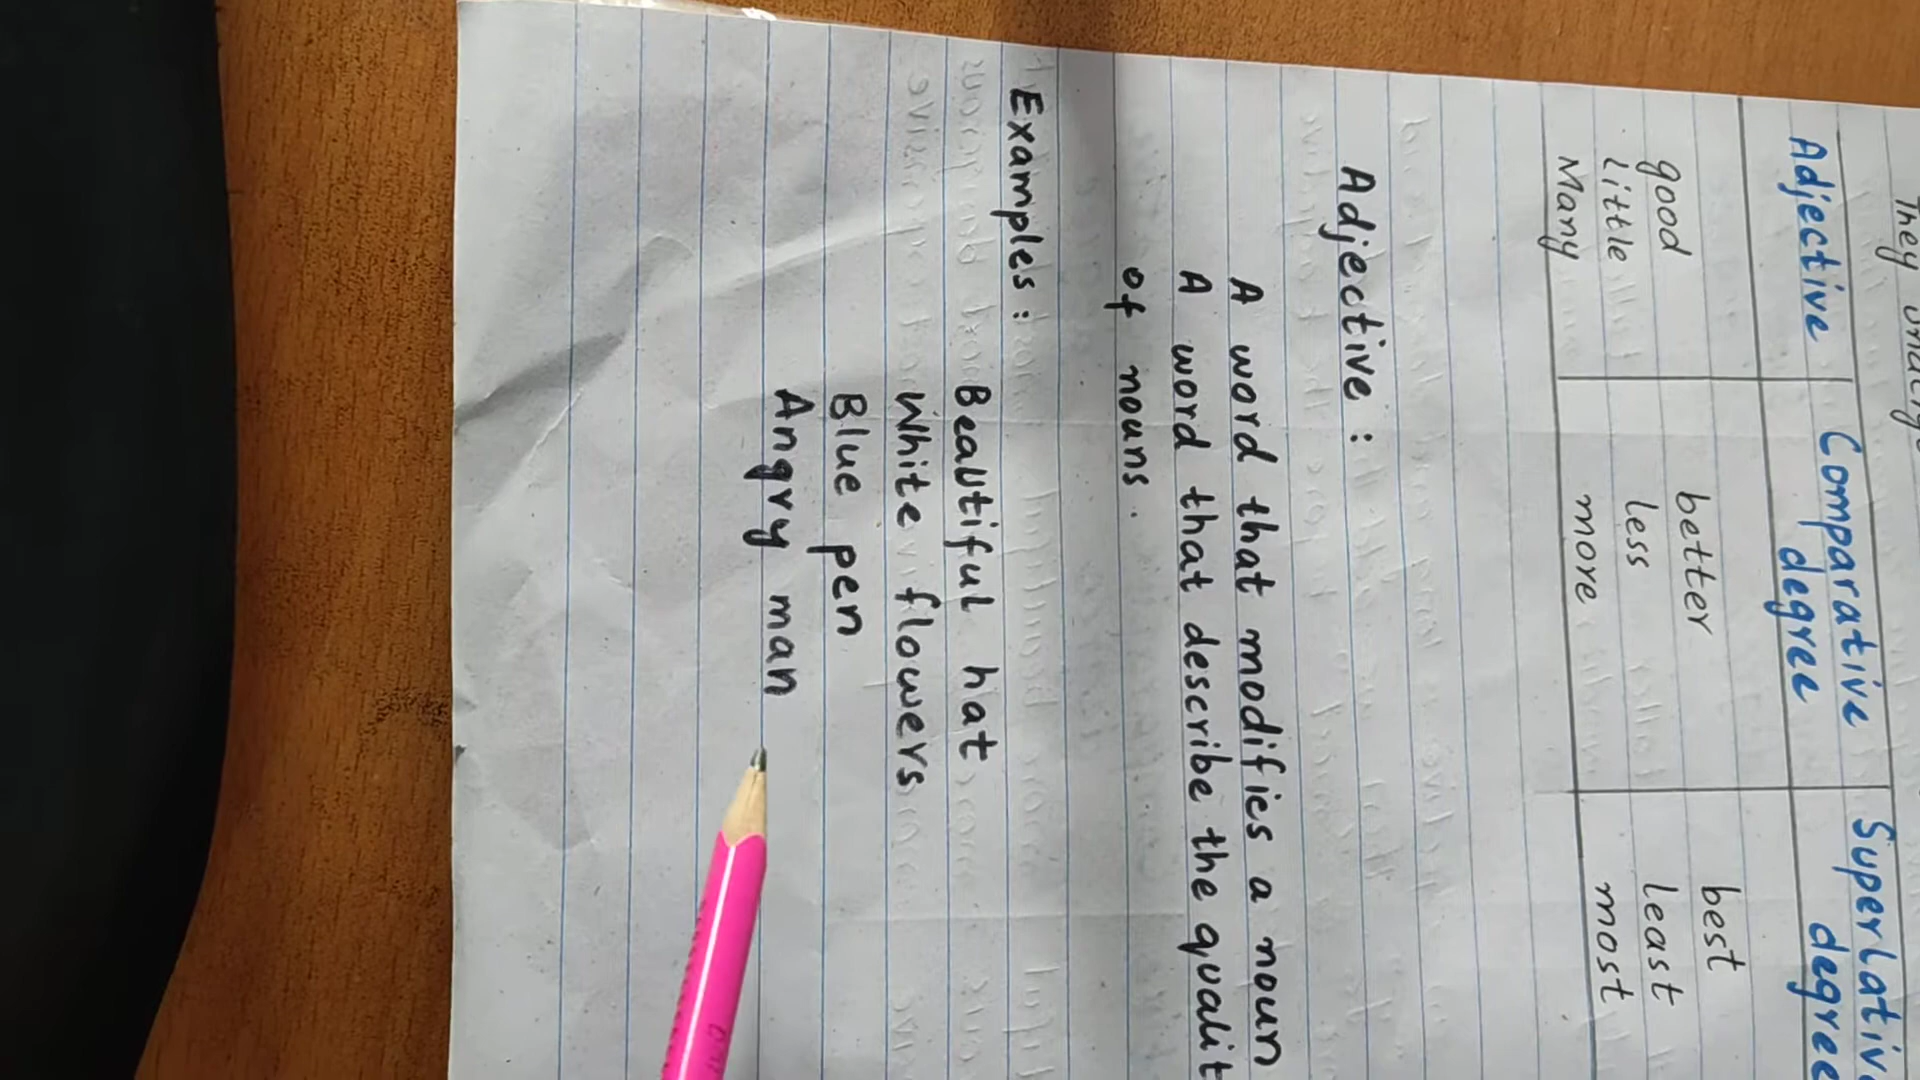 They
Adjective Comparative degree Superlative degree
good better best
little less least
Many more most
Adjective :
A word that modifies a noun
A word that describe the
of nouns.
Examples :
Beautiful hat
White flowers
Blue pen
Angry man